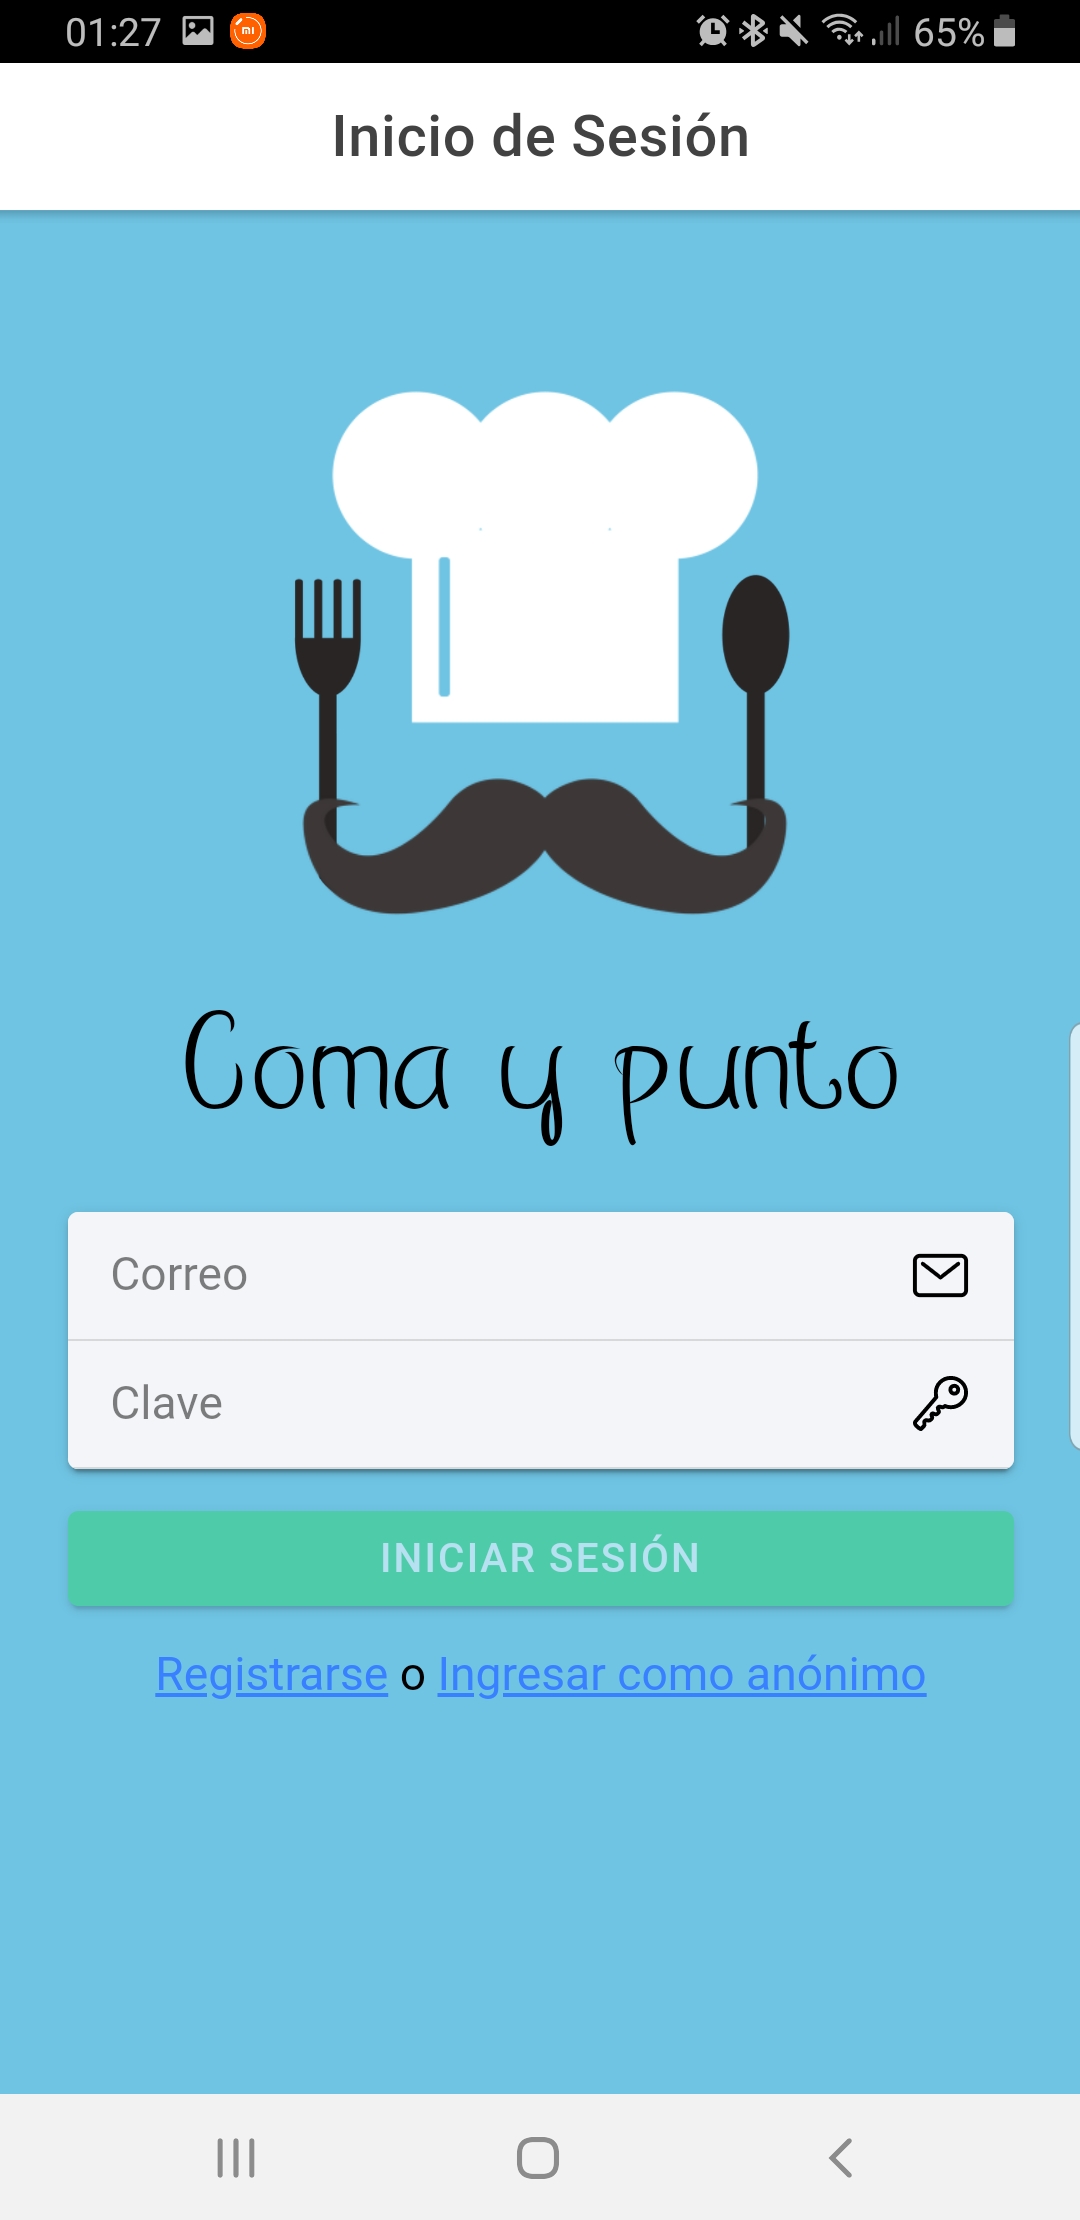 01:27 65%
Inicio de Sesión
Coma y punto
Correo
Clave
INICIAR SESIÓN
Registrarse o Ingresar como anónimo